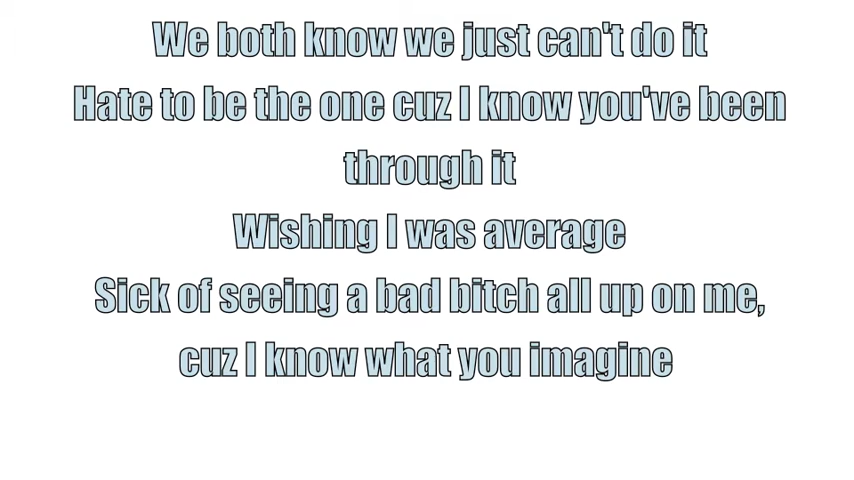 We both know we just can't do it
Hate to be the one cuz I know you've been
through it
Wishing I was average
Sick of seeing a bad bitch all up on me,
cuz I know what you imagine